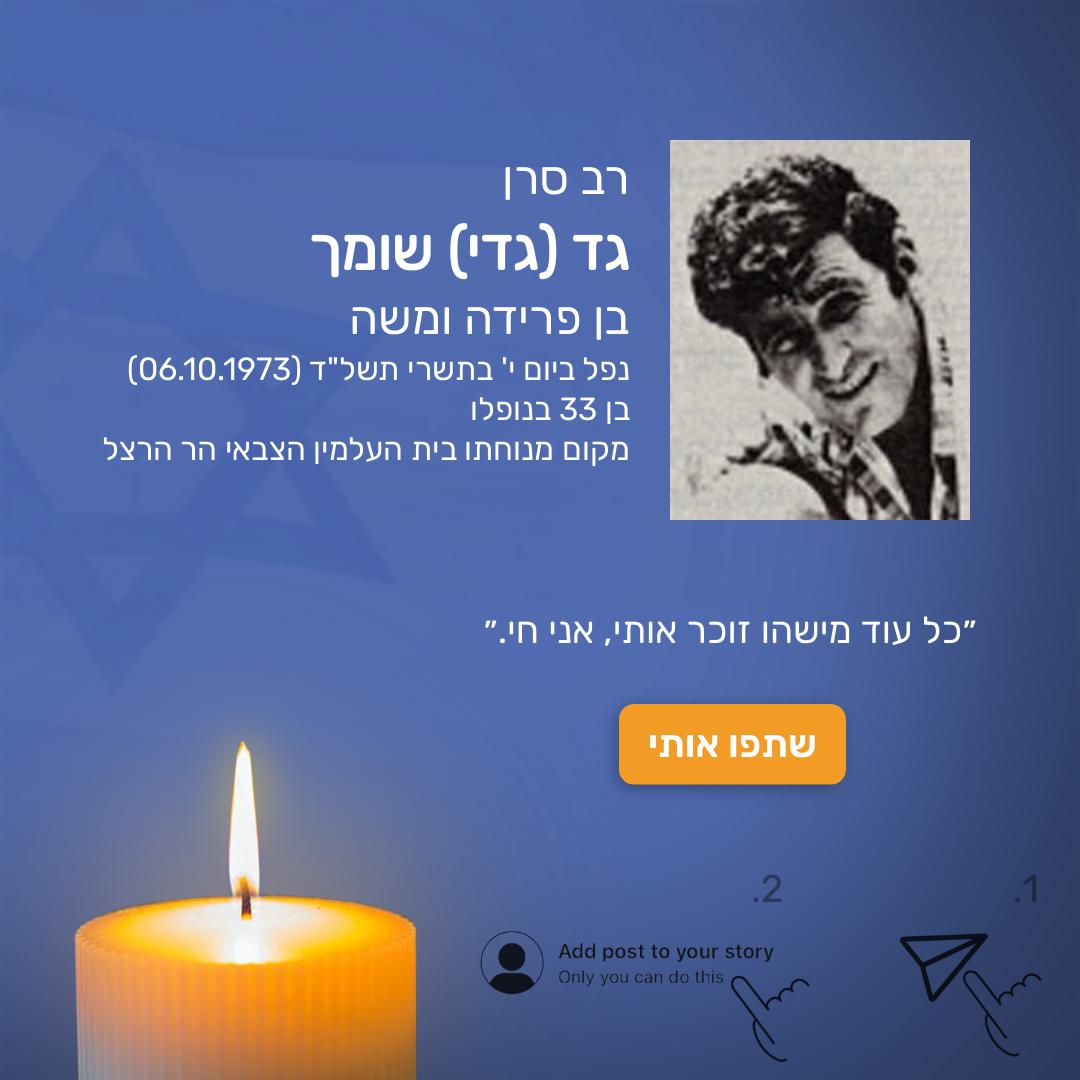 רב סרן
גד (גדי) שומך
בן פרידה ומשה
נפל ביום י' בתשרי תשל"ד (06.10.1973)
בן 33 בנופלו
מקום מנוחתו בית העלמין הצבאי הר הרצל
״כל עוד מישהו זוכר אותי, אני חי.״
שתפו אותי
1.
2.
Add post to your story
Only you can do this